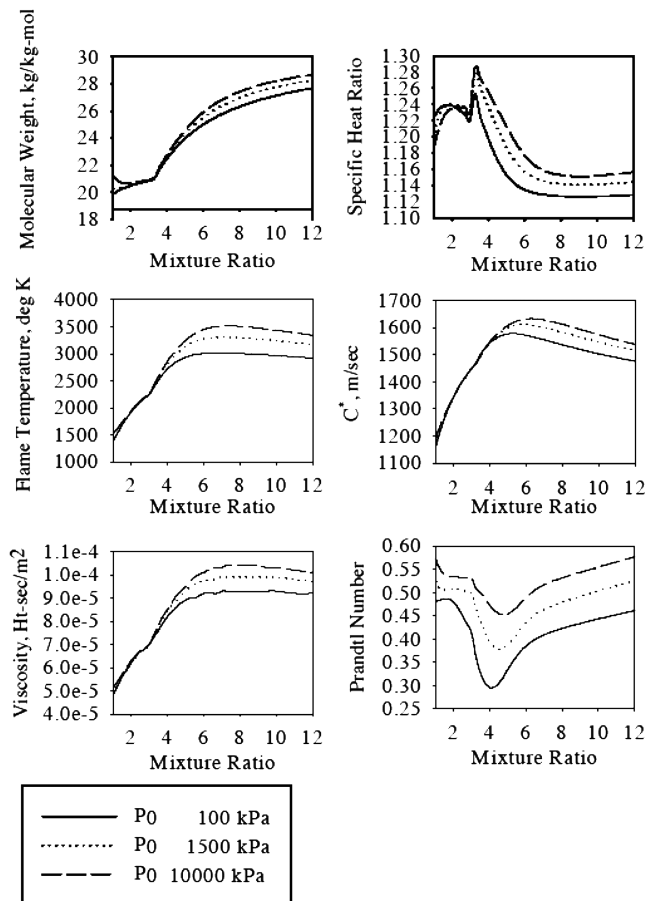 Molecular Weight, kg/kg-mol
30
28
26
24
22
20
18
2 4 6 8 10 12
Mixture Ratio
Specific Heat Ratio
1.30
1.28
1.26
1.24
1.22
1.20
1.18
1.16
1.14
1.12
1.10
2 4 6 8 10 12
Mixture Ratio
Flame Temperature, deg K
4000
3500
3000
2500
2000
1500
1000
2 4 6 8 10 12
Mixture Ratio
C*, m/sec
1700
1600
1500
1400
1300
1200
1100
2 4 6 8 10 12
Mixture Ratio
Viscosity, Ht-sec/m2
1.1e-4
1.0e-4
9.0e-5
8.0e-5
7.0e-5
6.0e-5
5.0e-5
4.0e-5
2 4 6 8 10 12
Mixture Ratio
Prandtl Number
0.60
0.55
0.50
0.45
0.40
0.35
0.30
0.25
2 4 6 8 10 12
Mixture Ratio
P0 100 kPa
P0 1500 kPa
P0 10000 kPa